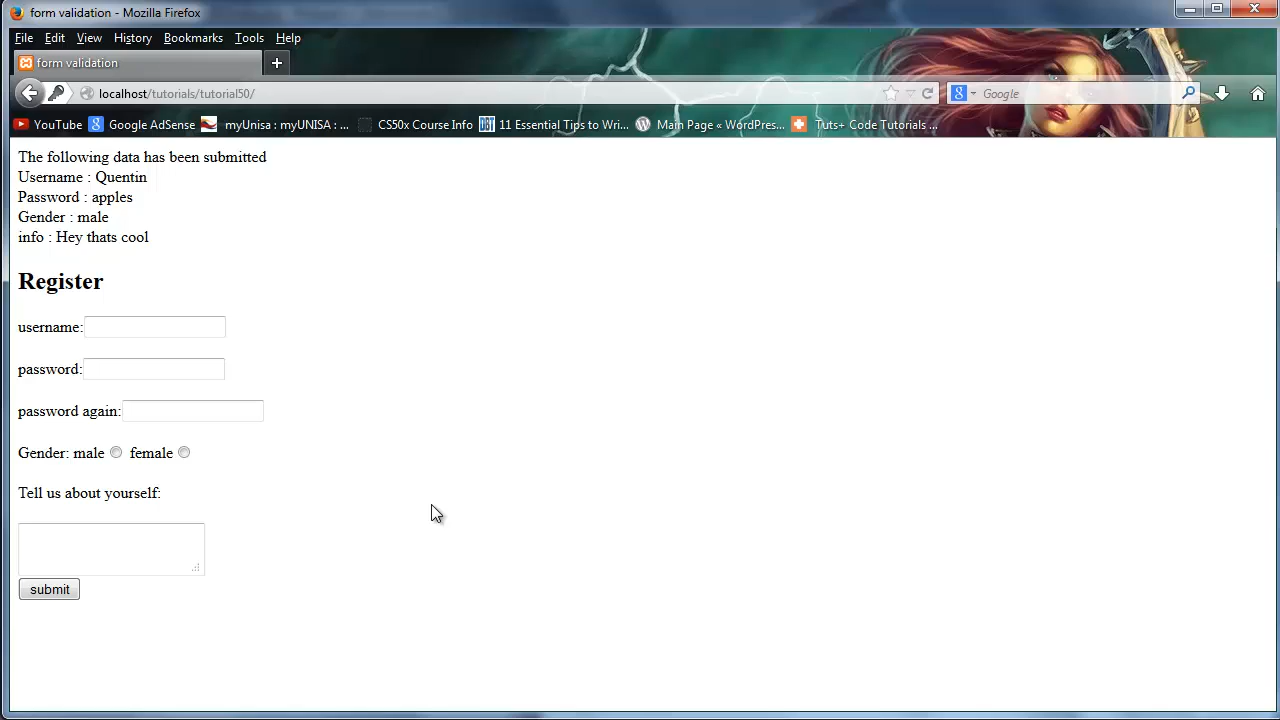 form validation - Mozilla Firefox
File Edit View History Bookmarks Tools Help
form validation
localhost/tutorials/tutorial50/
Google
YouTube Google AdSense myUnisa : myUNISA : ... CS50x Course Info DBT 11 Essential Tips to Wri... Main Page « WordPres... Tuts+ Code Tutorials ...
The following data has been submitted
Username : Quentin
Password : apples
Gender : male
info : Hey thats cool
Register
username:
password:
password again:
Gender: male female
Tell us about yourself:
submit